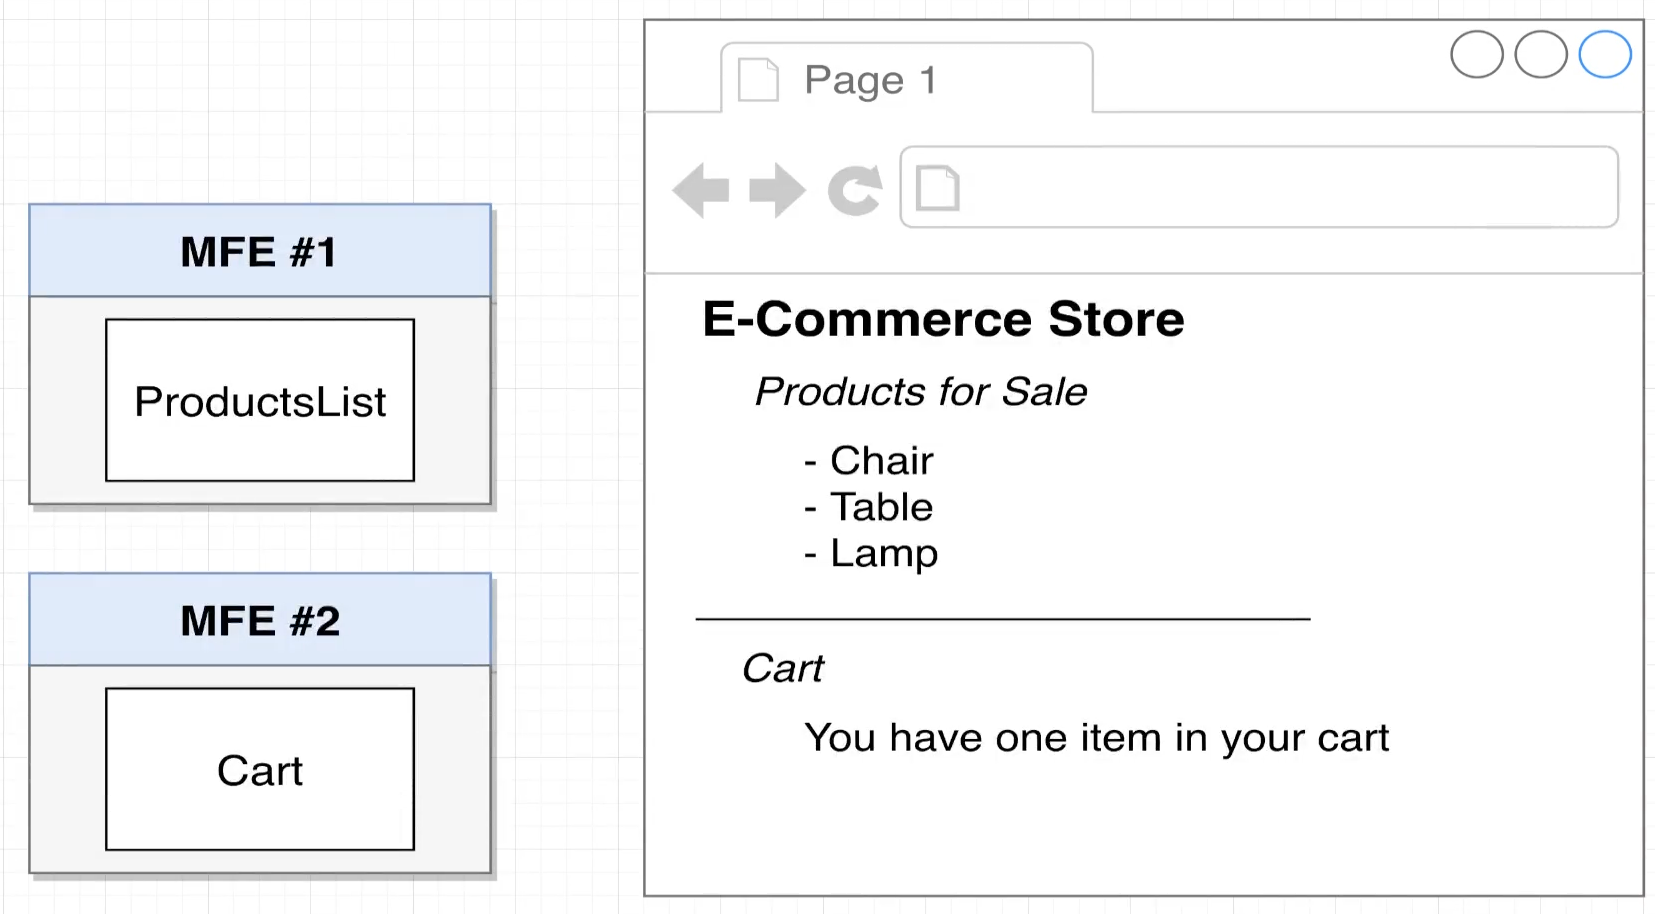 MFE #1
ProductsList
MFE #2
Cart
Page 1
E-Commerce Store
Products for Sale
- Chair
- Table
- Lamp
Cart
You have one item in your cart